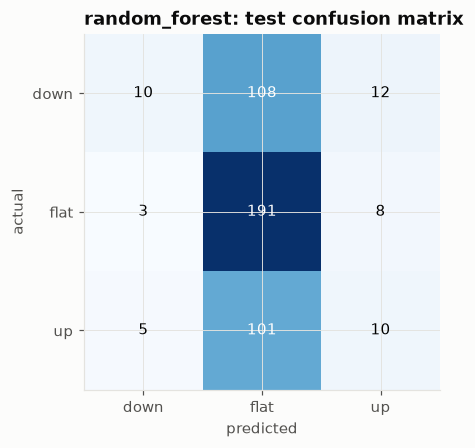 random_forest: test confusion matrix
down 10 108 12
flat 3 191 8
up 5 101 10
down flat up
predicted
actual